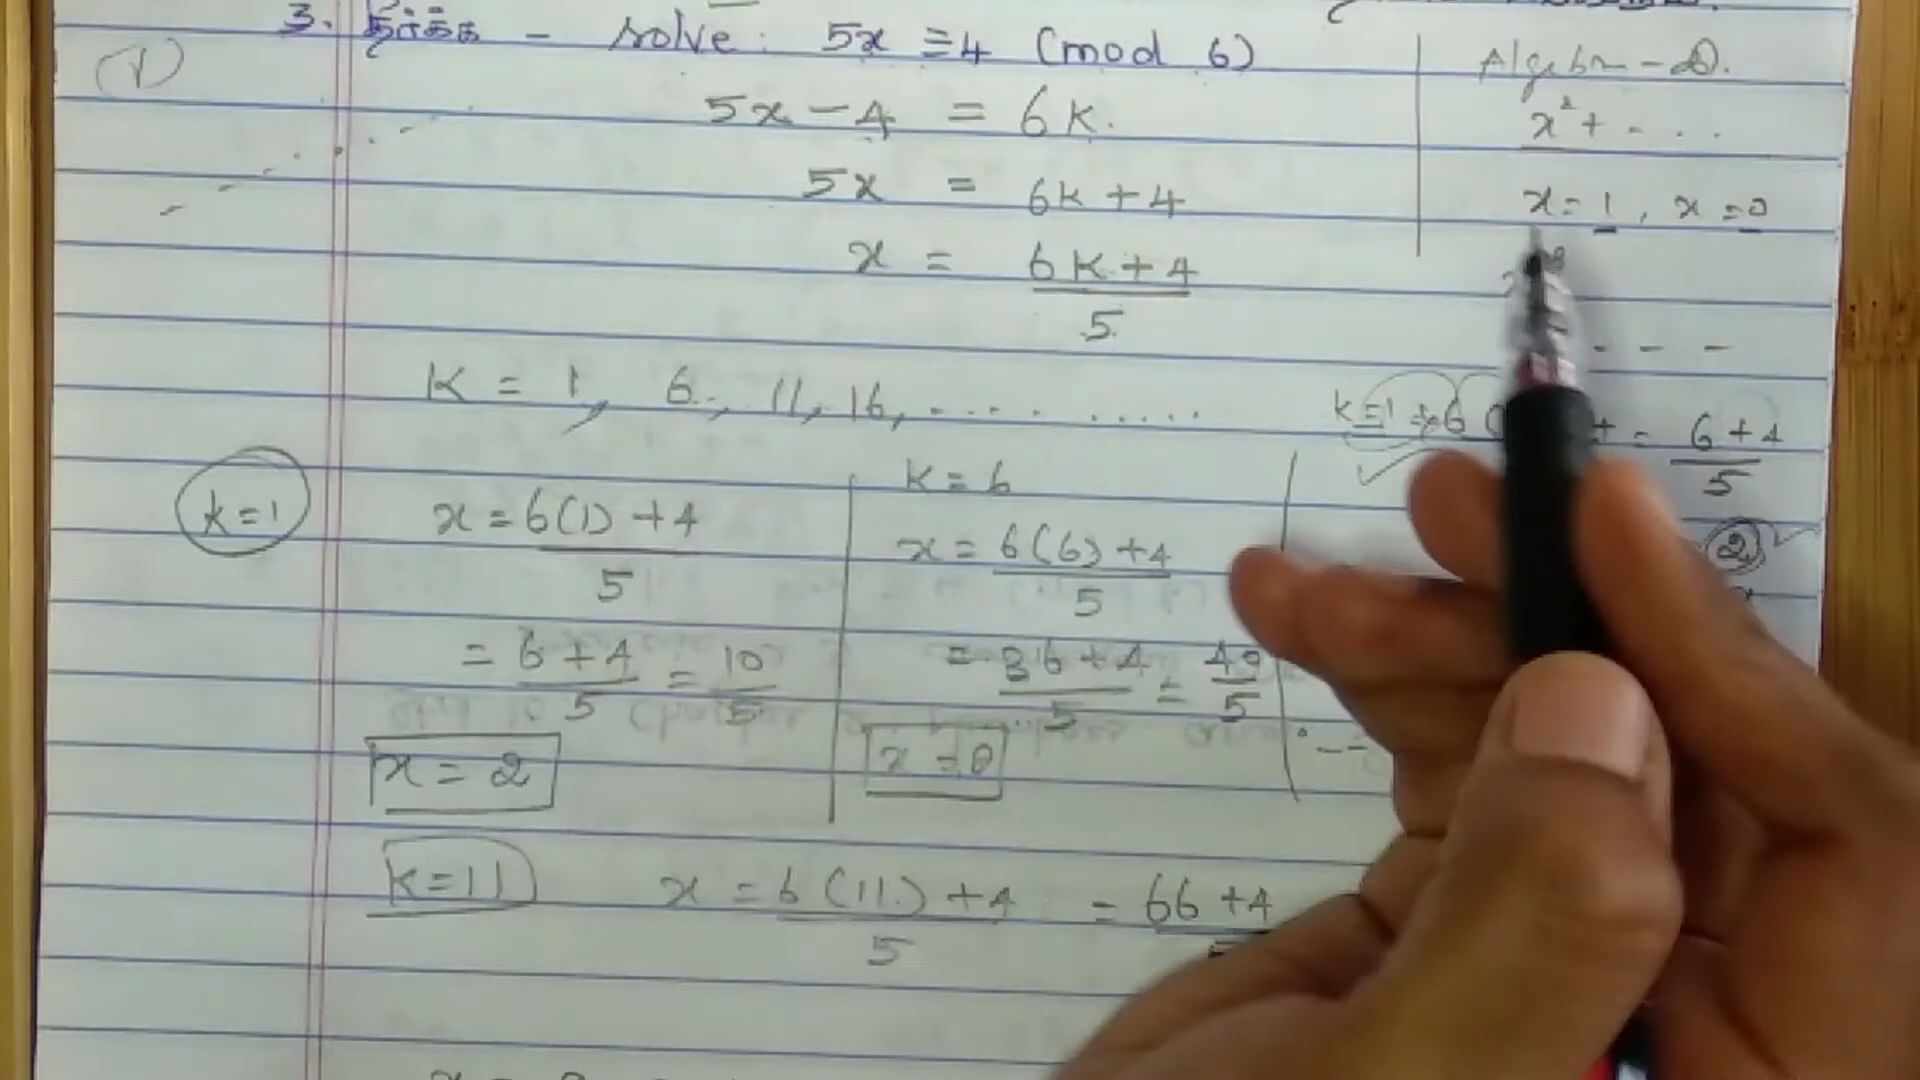 3. தீர்க்க - solve: 5x ≡ 4 (mod 6)
5x - 4 = 6k.
5x = 6k + 4
x = 6k + 4 / 5
k = 1, 6, 11, 16, ..........
k = 1
x = 6(1) + 4 / 5
= 6 + 4 / 5 = 10 / 5
x = 2
k = 6
x = 6(6) + 4 / 5
= 36 + 4 / 5 = 40 / 5
x = 8
k = 11
x = 6(11) + 4 / 5 = 66 + 4
Algebra -
x² + - . . .
x = 1, x = 0
k = 1
= 6 + 4 / 5
2